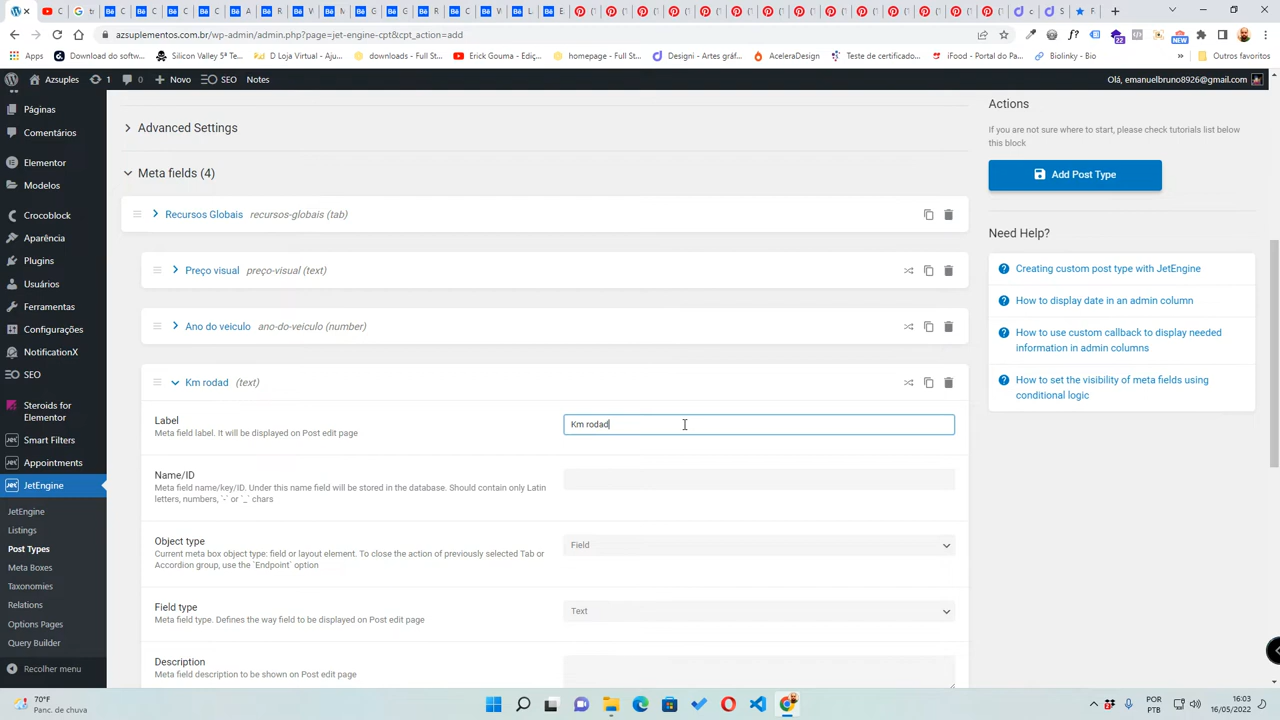 azsuplementos.com.br/wp-admin/admin.php?page=jet-engine-cpt&cpt_action=add
Download do softw...
Silicon Valley 5ª Te...
D Loja Virtual - Aju...
downloads - Full S...
Erick Gouma - Edi...
homepage - Full S...
Designi - Artes gráf...
AceleraDesign
Teste de certificado...
iFood - Portal do Pa...
Biolinky - Bio
»
Outros favoritos
Azsuples
1
0
Novo
SEO
Notes
Olá, emanuelbruno8926@gmail.com
Páginas
Comentários
Elementor
Modelos
Crocoblock
Aparência
Plugins
Usuários
Ferramentas
Configurações
NotificationX
SEO
Steroids for
Elementor
Smart Filters
Appointments
JetEngine
JetEngine
Listings
Post Types
Meta Boxes
Taxonomies
Relations
Options Pages
Query Builder
Recolher menu
Advanced Settings
Meta fields (4)
Recursos Globais recursos-globais (tab)
Preço visual preço-visual (text)
Ano do veiculo ano-do-veiculo (number)
Km rodad (text)
Label
Meta field label. It will be displayed on Post edit page
Km rodad
Name/ID
Meta field name/key/ID. Under this name field will be stored in the database. Should contain only Latin
letters, numbers, `-` or `_` chars
Object type
Current meta box object type: field or layout element. To close the action of previously selected Tab or
Accordion group, use the `Endpoint` option
Field
Field type
Meta field type. Defines the way field to be displayed on Post edit page
Text
Description
Meta field description to be shown on Post edit page
Actions
If you are not sure where to start, please check tutorials list below
this block
Add Post Type
Need Help?
Creating custom post type with JetEngine
How to display date in an admin column
How to use custom callback to display needed
information in admin columns
How to set the visibility of meta fields using
conditional logic
70°F
Panc. de chuva
POR
PTB
16:03
16/05/2022